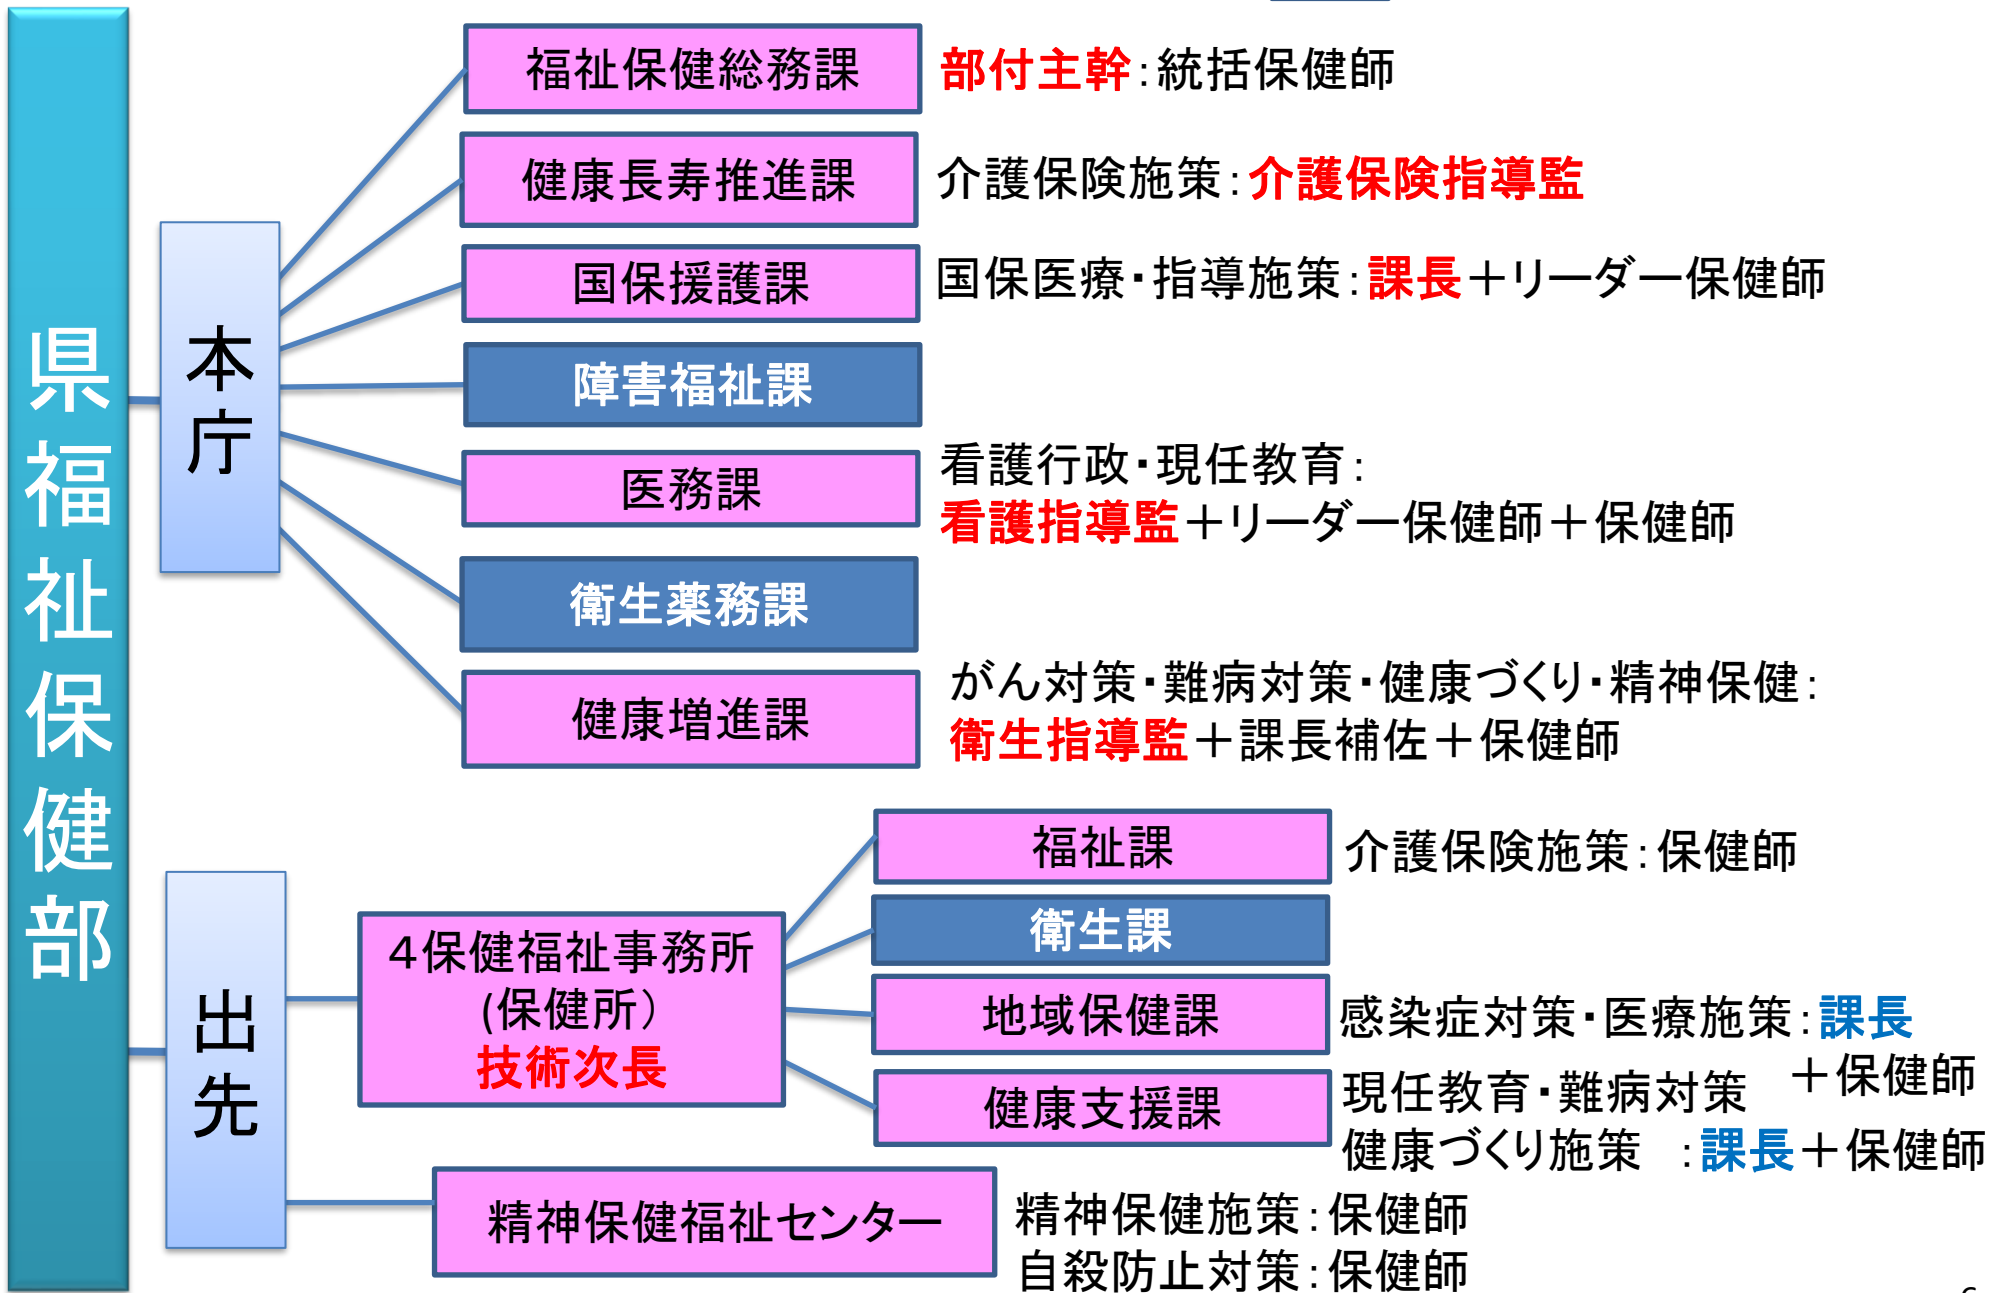 県福祉保健部
本庁
福祉保健総務課
部付主幹：統括保健師
健康長寿推進課
介護保険施策：介護保険指導監
国保援護課
国保医療・指導施策：課長＋リーダー保健師
障害福祉課
医務課
看護行政・現任教育：
看護指導監＋リーダー保健師＋保健師
衛生薬務課
健康増進課
がん対策・難病対策・健康づくり・精神保健：
衛生指導監＋課長補佐＋保健師
出先
４保健福祉事務所
(保健所）
技術次長
福祉課
介護保険施策：保健師
衛生課
地域保健課
感染症対策・医療施策：課長
＋保健師
健康支援課
現任教育・難病対策
健康づくり施策　：課長＋保健師
精神保健福祉センター
精神保健施策：保健師
自殺防止対策：保健師